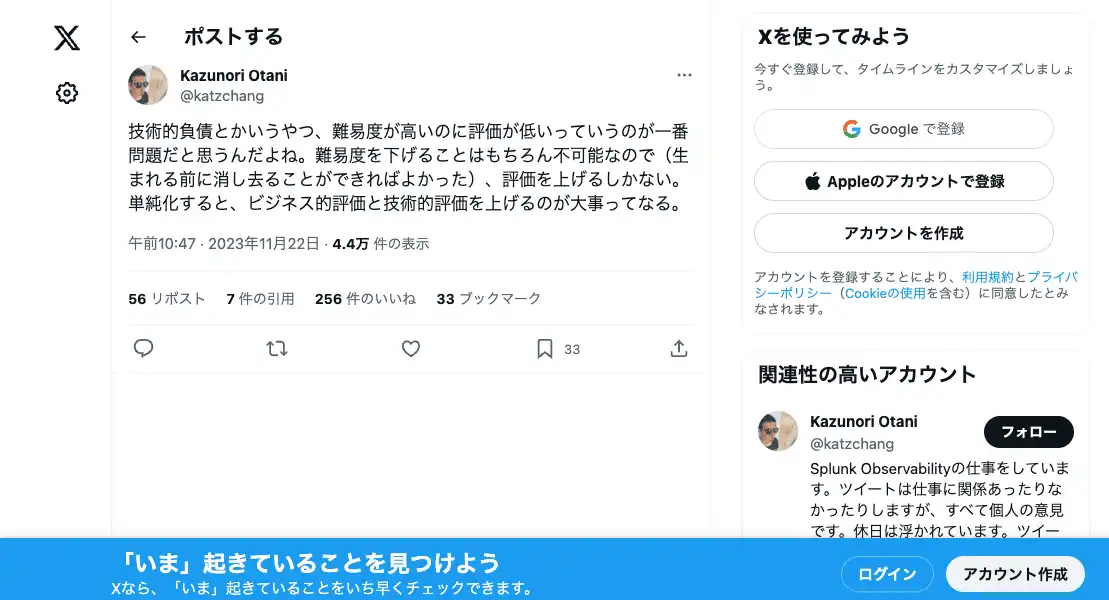 ポストする
Kazunori Otani
@katzchang
技術的負債とかいうやつ、難易度が高いのに評価が低いっていうのが一番
問題だと思うんだよね。難易度を下げることはもちろん不可能なので（生
まれる前に消し去ることができればよかった）、評価を上げるしかない。
単純化すると、ビジネス的評価と技術的評価を上げるのが大事ってなる。
午前10:47 · 2023年11月22日 · 4.4万 件の表示
56 リポスト 7 件の引用 256 件のいいね 33 ブックマーク
33
Xを使ってみよう
今すぐ登録して、タイムラインをカスタマイズしましょ
う。
Google で登録
Appleのアカウントで登録
アカウントを作成
アカウントを登録することにより、利用規約とプライバ
シーポリシー（Cookieの使用を含む）に同意したとみ
なされます。
関連性の高いアカウント
Kazunori Otani
@katzchang
フォロー
Splunk Observabilityの仕事をしていま
す。ツイートは仕事に関係あったりな
かったりしますが、すべて個人の意見
です。休日は浮かれています。ツイー
「いま」起きていることを見つけよう
Xなら、「いま」起きていることをいち早くチェックできます。
ログイン
アカウント作成